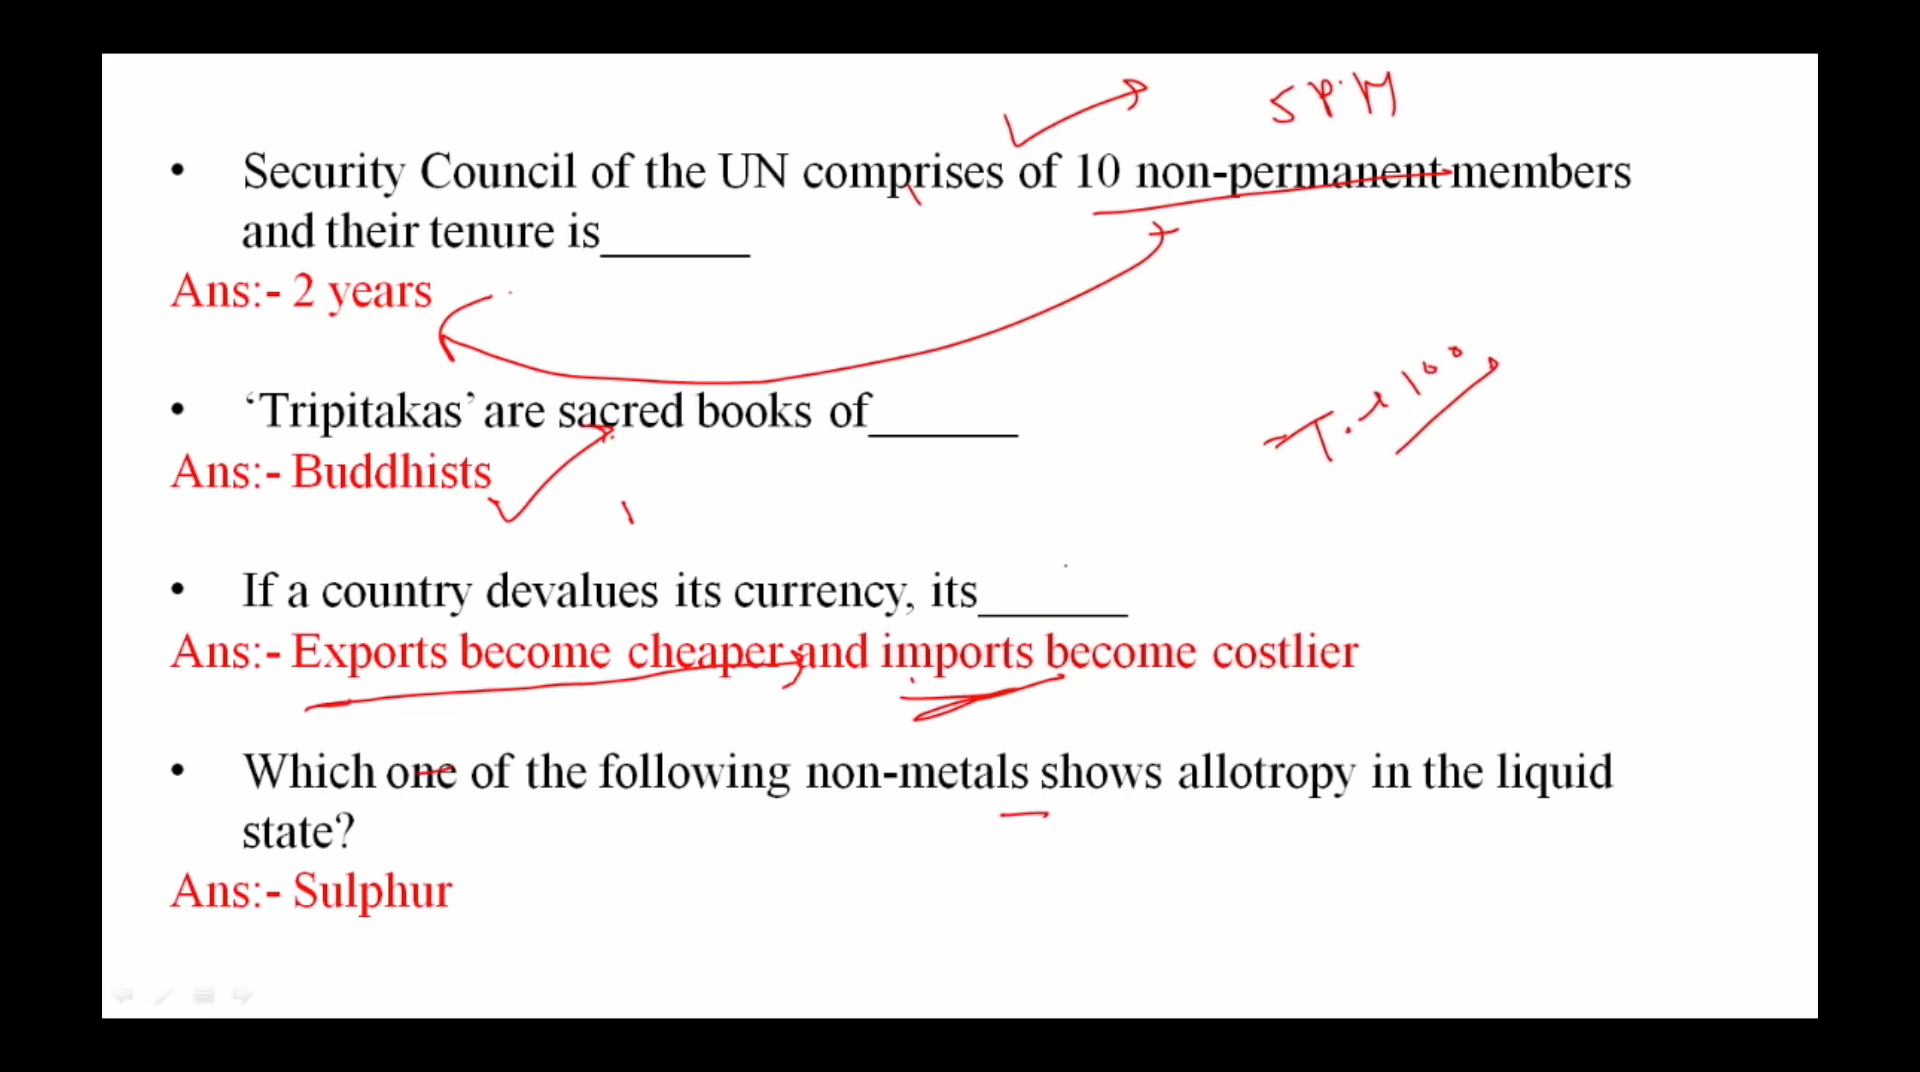 5 P.M
• Security Council of the UN comprises of 10 non-permanent members
and their tenure is______
Ans:- 2 years
• ‘Tripitakas’ are sacred books of______
Ans:- Buddhists
• If a country devalues its currency, its______
Ans:- Exports become cheaper and imports become costlier
• Which one of the following non-metals shows allotropy in the liquid
state?
Ans:- Sulphur